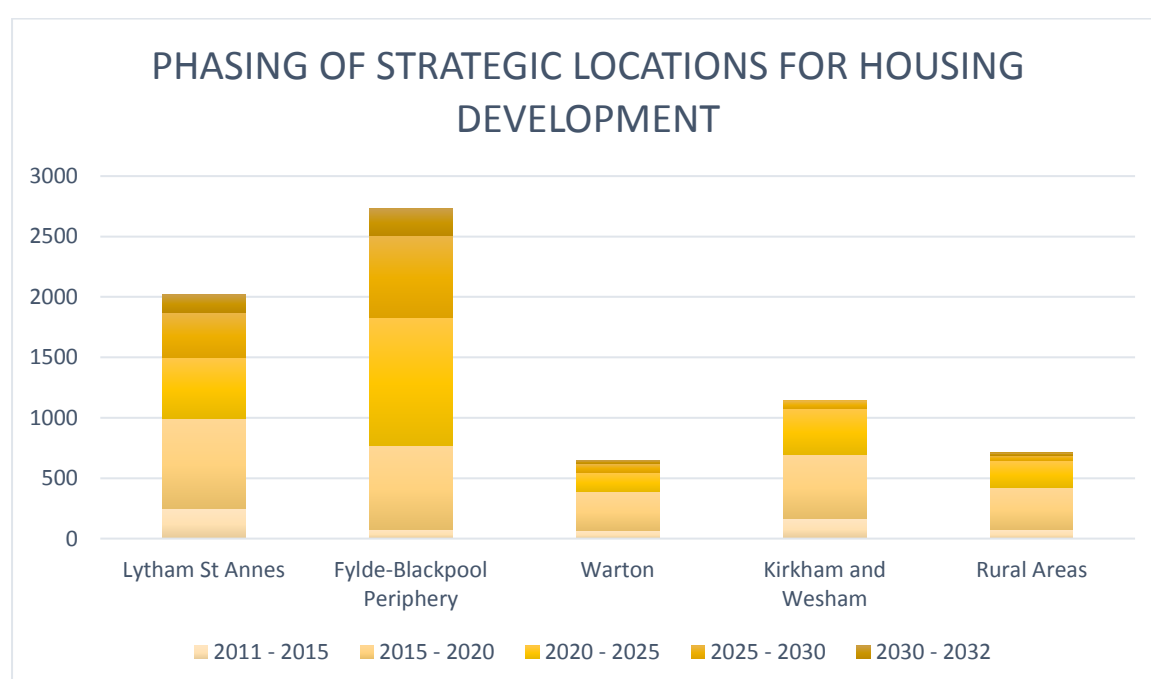 PHASING OF STRATEGIC LOCATIONS FOR HOUSING
DEVELOPMENT
3000
2500
2000
1500
1000
500
0
Lytham St Annes
Fylde-Blackpool
Periphery
Warton
Kirkham and
Wesham
Rural Areas
2011 - 2015 2015 - 2020 2020 - 2025 2025 - 2030 2030 - 2032